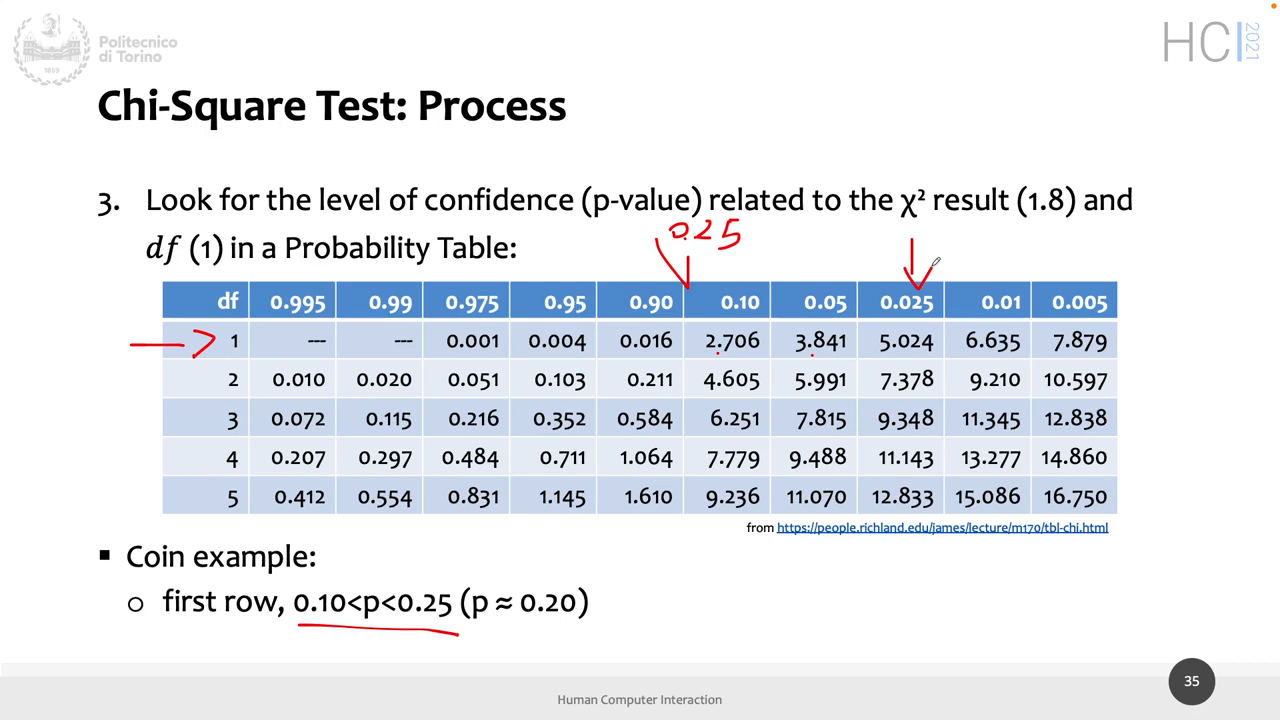 Politecnico
di Torino
1859
HCI
2021
Chi-Square Test: Process
3. Look for the level of confidence (p-value) related to the χ² result (1.8) and
df (1) in a Probability Table:
0.25
df 0.995 0.99 0.975 0.95 0.90 0.10 0.05 0.025 0.01 0.005
1 --- --- 0.001 0.004 0.016 2.706 3.841 5.024 6.635 7.879
2 0.010 0.020 0.051 0.103 0.211 4.605 5.991 7.378 9.210 10.597
3 0.072 0.115 0.216 0.352 0.584 6.251 7.815 9.348 11.345 12.838
4 0.207 0.297 0.484 0.711 1.064 7.779 9.488 11.143 13.277 14.860
5 0.412 0.554 0.831 1.145 1.610 9.236 11.070 12.833 15.086 16.750
from https://people.richland.edu/james/lecture/m170/tbl-chi.html
▪ Coin example:
○ first row, 0.10<p<0.25 (p ≈ 0.20)
35
Human Computer Interaction